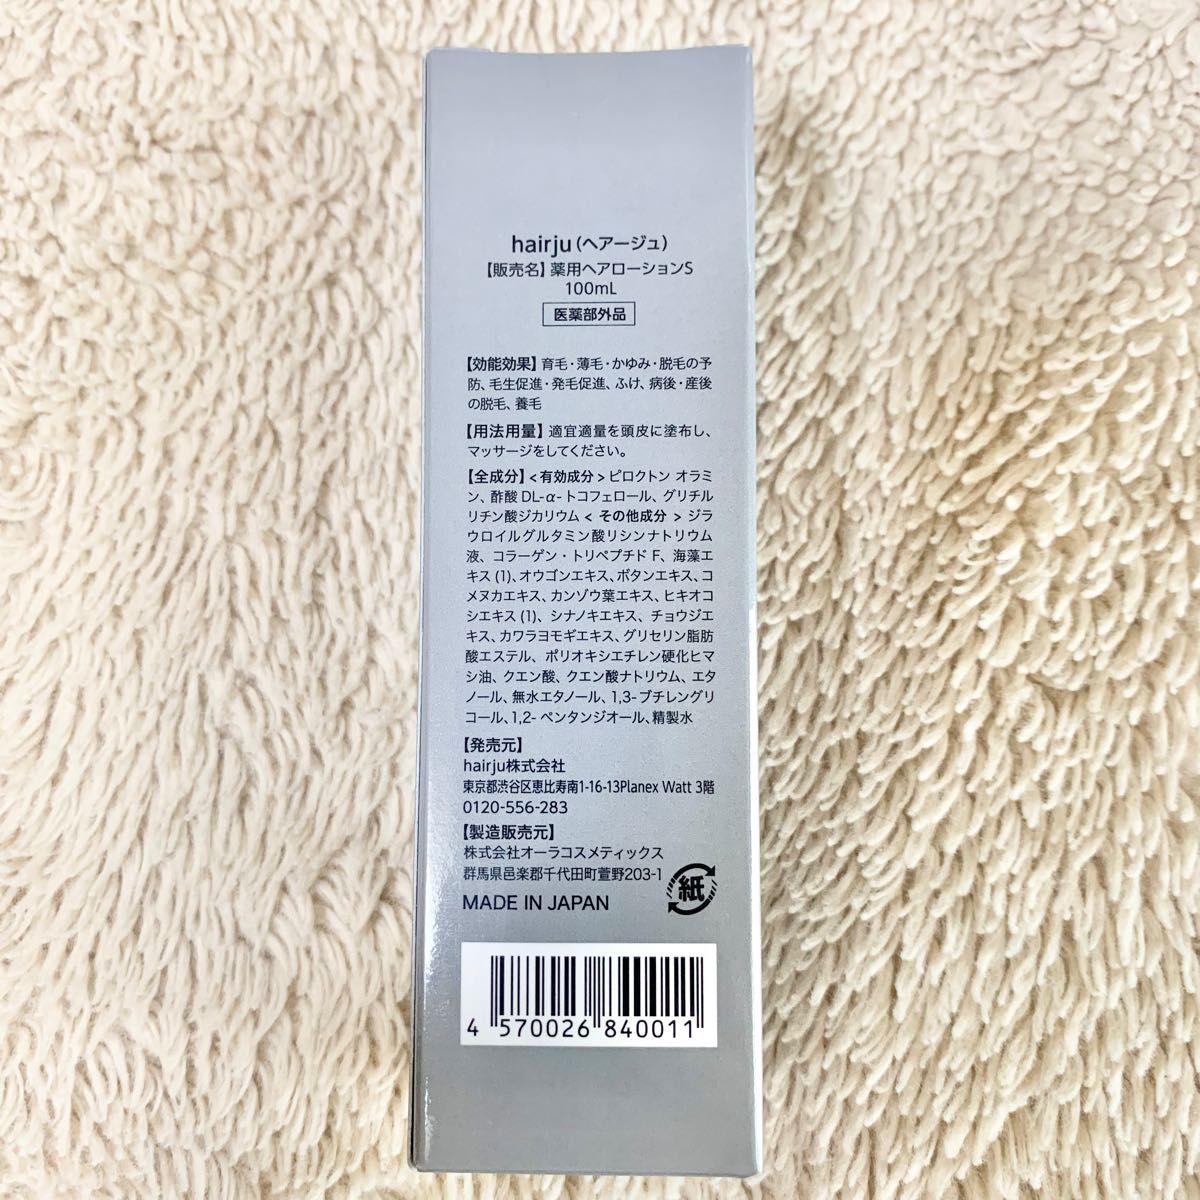 hairju（ヘアージュ）
【販売名】薬用ヘアローションS
100mL
医薬部外品
【効能効果】育毛・薄毛・かゆみ・脱毛の予
防、毛生促進・発毛促進、ふけ、病後・産後
の脱毛、養毛
【用法用量】適宜適量を頭皮に塗布し、
マッサージをしてください。
【全成分】<有効成分>ピロクトン オラミ
ン、酢酸 DL-α-トコフェロール、グリチル
リチン酸ジカリウム< その他成分 > ジラ
ウロイルグルタミン酸リシンナトリウム
液、コラーゲン・トリペプチド F、海藻エ
キス (1)、オウゴンエキス、ボタンエキス、コ
メヌカエキス、カンゾウ葉エキス、ヒキオコ
シエキス (1)、シナノキエキス、チョウジエ
キス、カワラヨモギエキス、グリセリン脂肪
酸エステル、ポリオキシエチレン硬化ヒマ
シ油、クエン酸、クエン酸ナトリウム、エタ
ノール、無水エタノール、1,3-ブチレングリ
コール、1,2-ペンタンジオール、精製水
【発売元】
hairju株式会社
東京都渋谷区恵比寿南1-16-13Planex Watt 3階
0120-556-283
【製造販売元】
株式会社オーラコスメティックス
群馬県邑楽郡千代田町萱野203-1
紙
MADE IN JAPAN
4 570026 840011